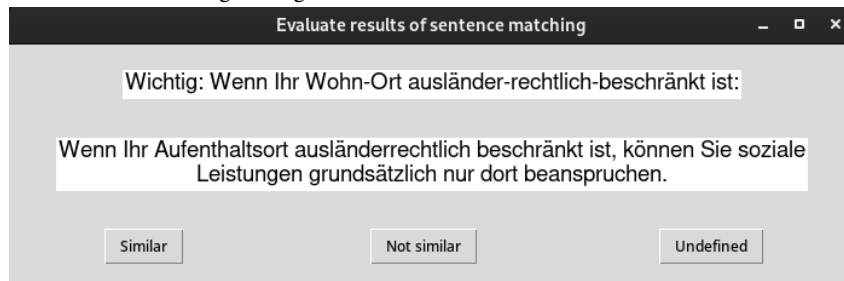 Evaluate results of sentence matching
Wichtig: Wenn Ihr Wohn-Ort ausländer-rechtlich-beschränkt ist:
Wenn Ihr Aufenthaltsort ausländerrechtlich beschränkt ist, können Sie soziale
Leistungen grundsätzlich nur dort beanspruchen.
Similar Not similar Undefined